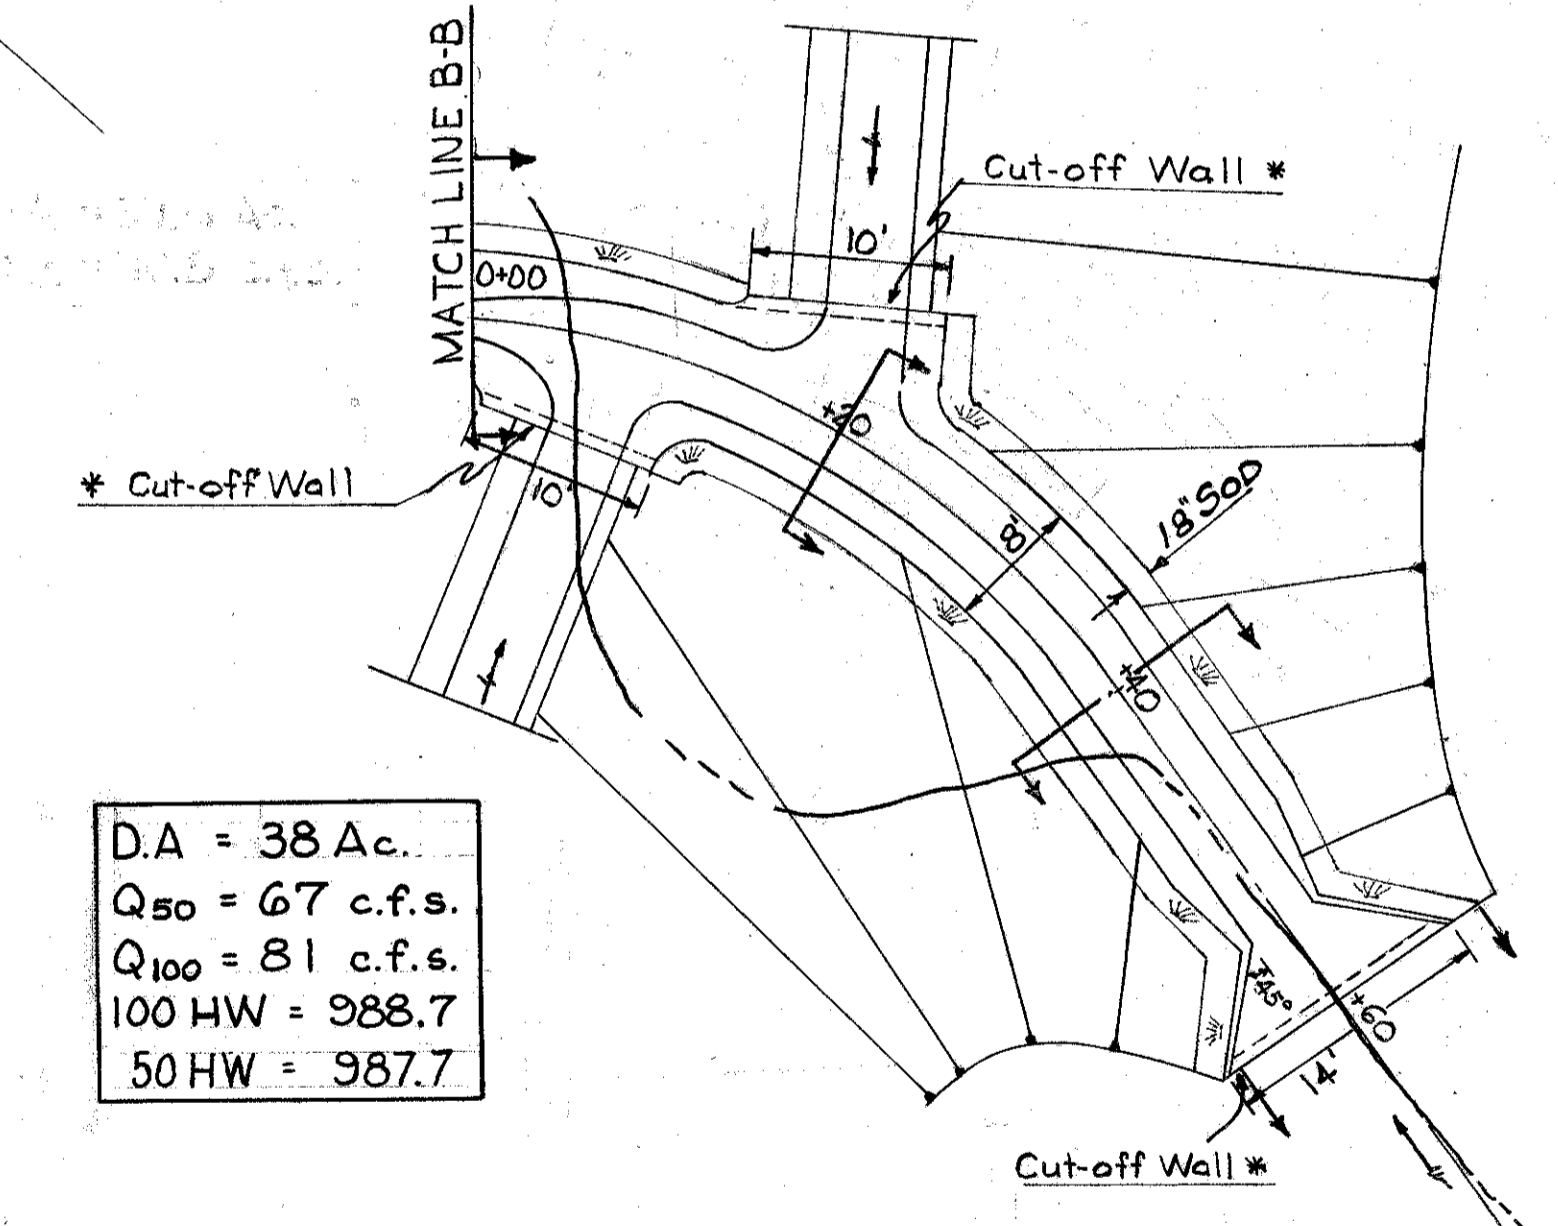 MATCH LINE B-B
Cut-off Wall *
10'
0+00
+20
* Cut-off Wall
10'
18" SOD
8'
+40
D.A = 38 Ac.
Q50 = 67 c.f.s.
Q100 = 81 c.f.s.
100 HW = 988.7
50 HW = 987.7
45°
+60
14'
Cut-off Wall *